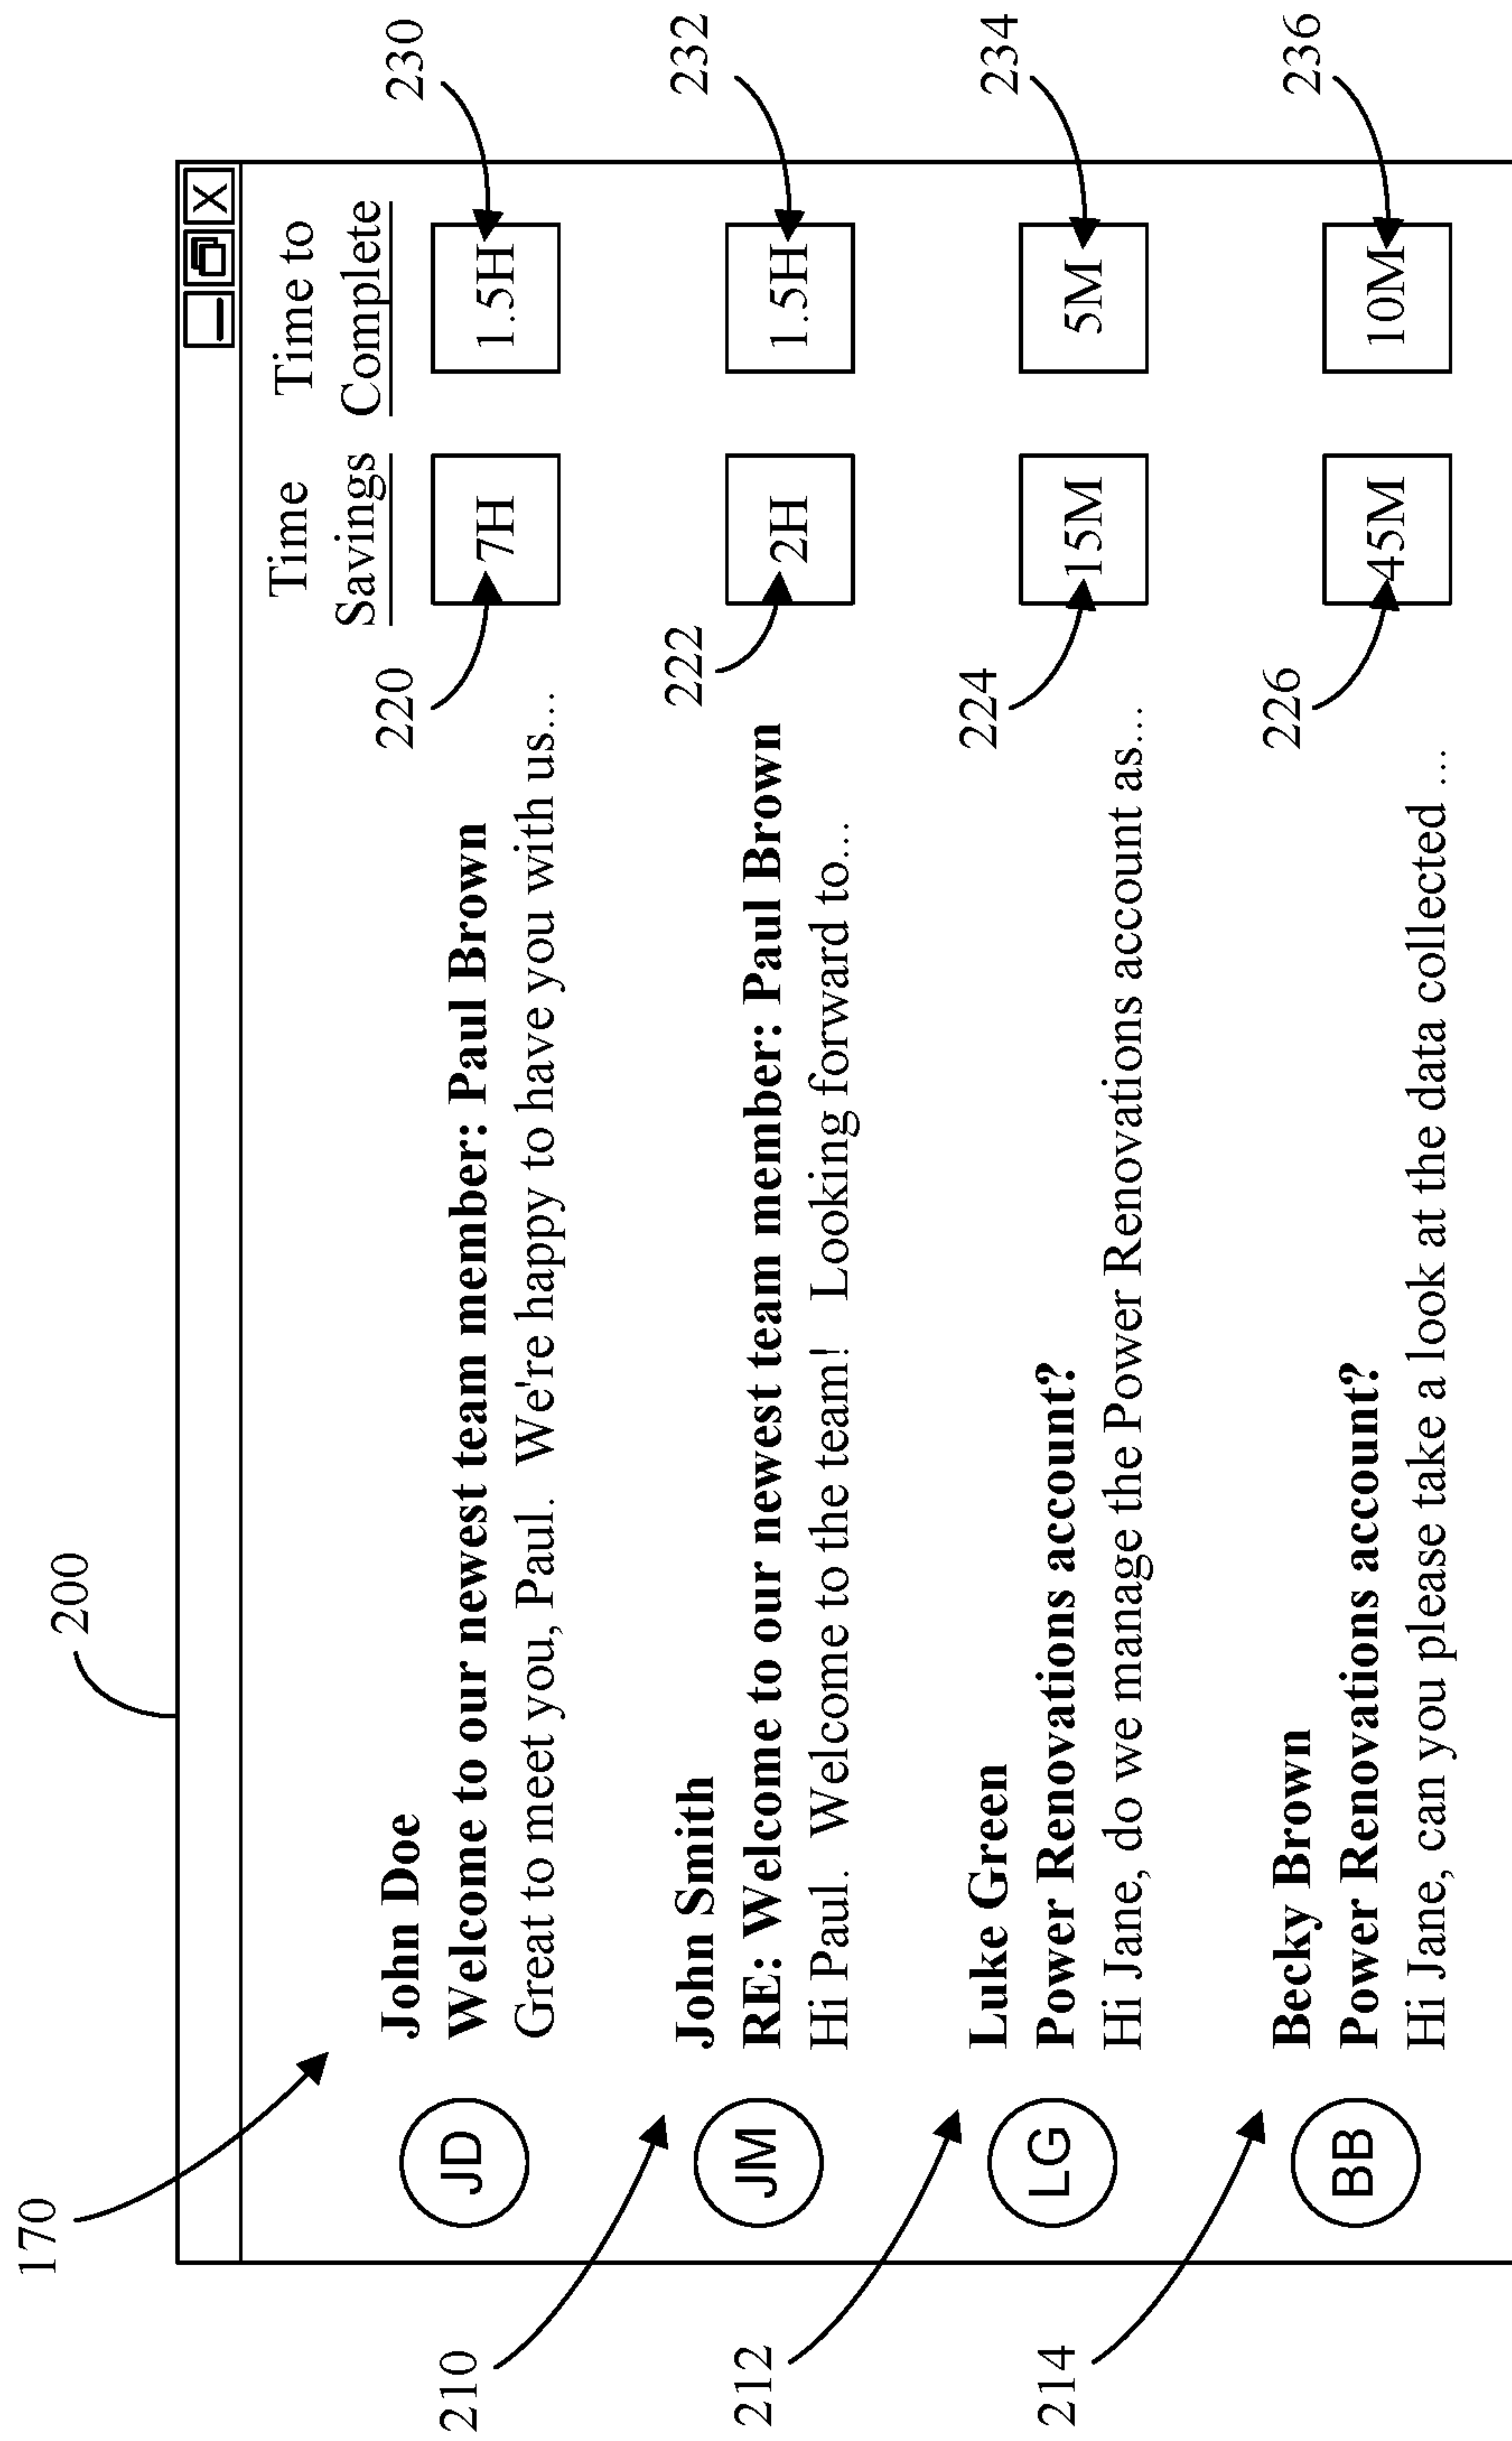 200
170
X
Time
Savings
Time to
Complete
JD
John Doe
Welcome to our newest team member: Paul Brown
Great to meet you, Paul. We're happy to have you with us...
220
7H
1.5H
230
210
JM
John Smith
RE: Welcome to our newest team member: Paul Brown
Hi Paul. Welcome to the team! Looking forward to...
222
2H
1.5H
232
212
LG
Luke Green
Power Renovations account?
Hi Jane, do we manage the Power Renovations account as...
224
15M
5M
234
214
BB
Becky Brown
Power Renovations account?
Hi Jane, can you please take a look at the data collected ...
226
45M
10M
236